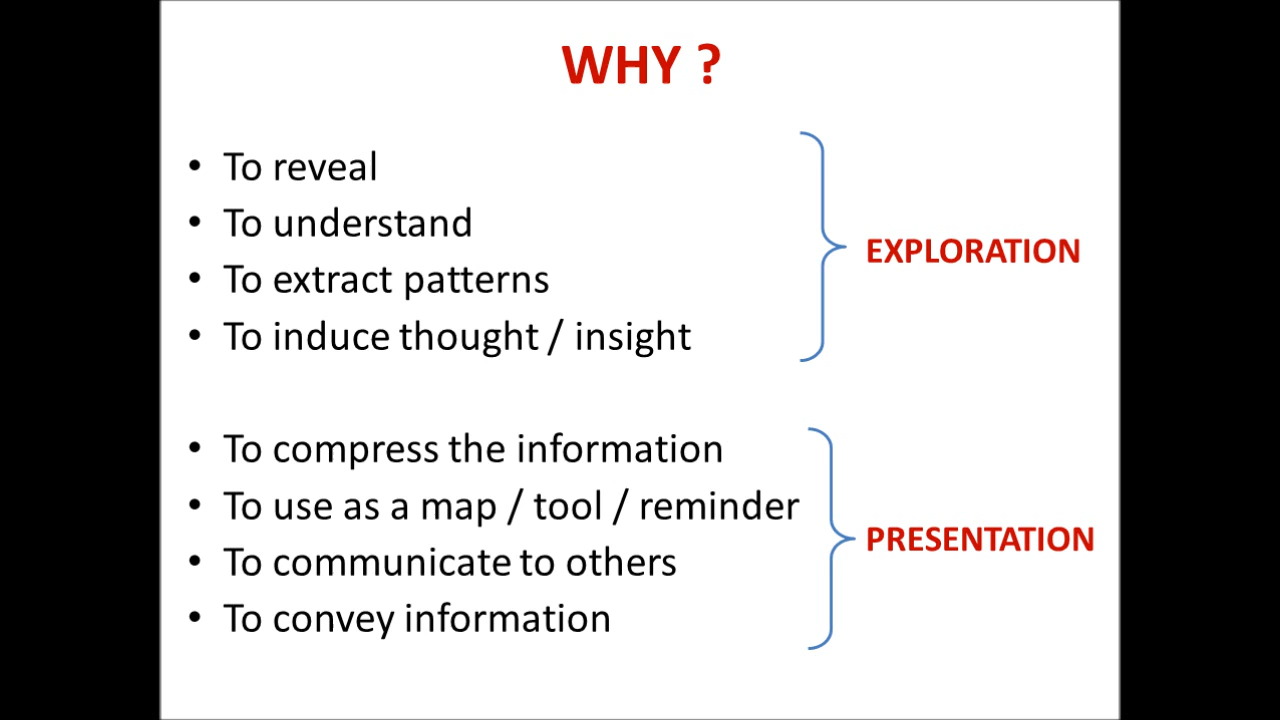 WHY ?
• To reveal
• To understand
• To extract patterns
• To induce thought / insight
EXPLORATION
• To compress the information
• To use as a map / tool / reminder
• To communicate to others
• To convey information
PRESENTATION